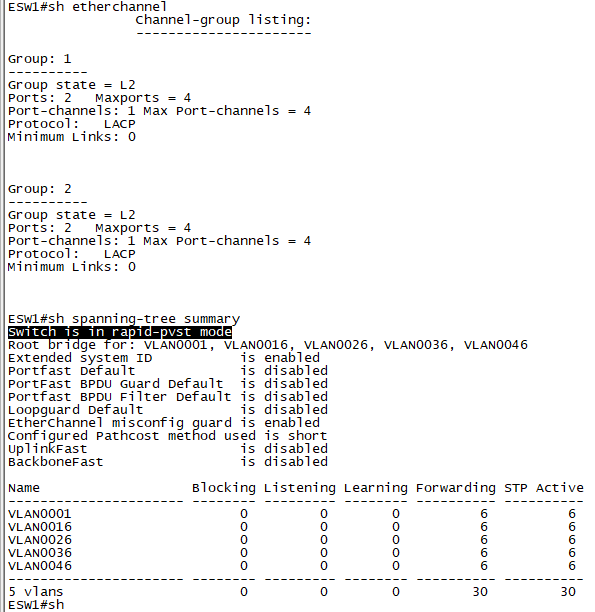 ESW1#sh etherchannel
                Channel-group listing:
                ----------------------

Group: 1
----------
Group state = L2
Ports: 2   Maxports = 4
Port-channels: 1 Max Port-channels = 4
Protocol:   LACP
Minimum Links: 0

Group: 2
----------
Group state = L2
Ports: 2   Maxports = 4
Port-channels: 1 Max Port-channels = 4
Protocol:   LACP
Minimum Links: 0

ESW1#sh spanning-tree summary
Switch is in rapid-pvst mode
Root bridge for: VLAN0001, VLAN0016, VLAN0026, VLAN0036, VLAN0046
Extended system ID           is enabled
Portfast Default             is disabled
PortFast BPDU Guard Default  is disabled
Portfast BPDU Filter Default is disabled
Loopguard Default            is disabled
EtherChannel misconfig guard is enabled
Configured Pathcost method used is short
UplinkFast                   is disabled
BackboneFast                 is disabled

Name                   Blocking Listening Learning Forwarding STP Active
---------------------- -------- --------- -------- ---------- ----------
VLAN0001                     0         0        0          6          6
VLAN0016                     0         0        0          6          6
VLAN0026                     0         0        0          6          6
VLAN0036                     0         0        0          6          6
VLAN0046                     0         0        0          6          6
---------------------- -------- --------- -------- ---------- ----------
5 vlans                      0         0        0         30         30
ESW1#sh